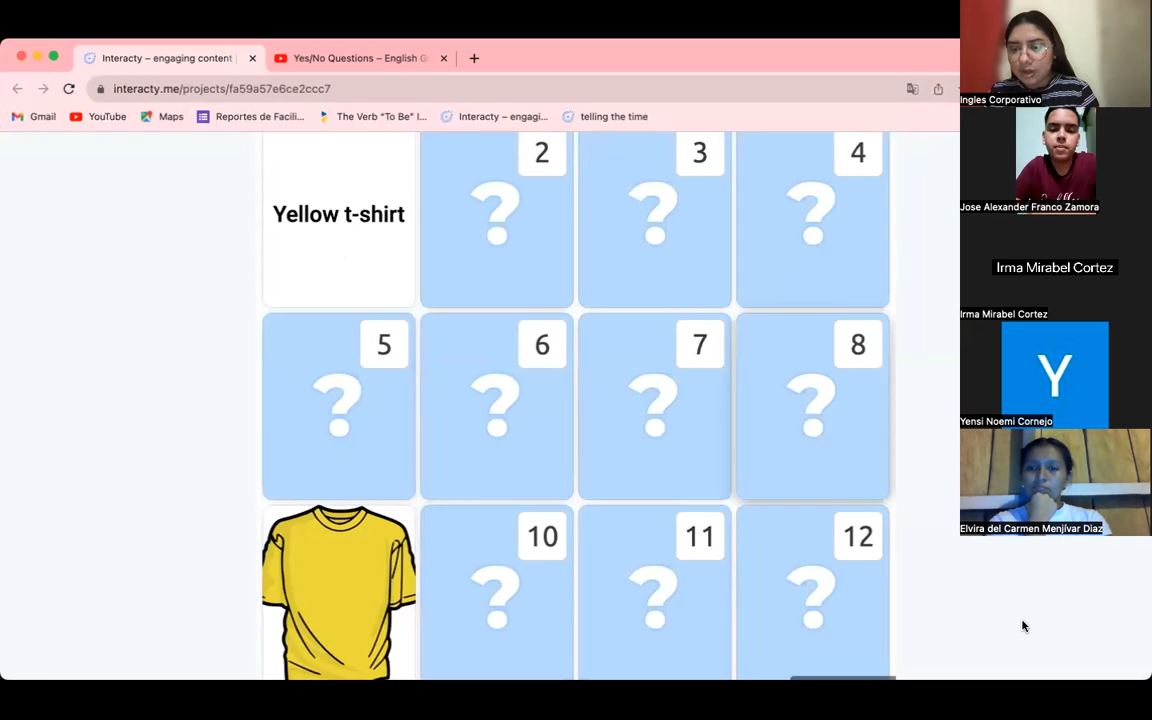 Interacty – engaging content
Yes/No Questions – English G
interacty.me/projects/fa59a57e6ce2ccc7
Gmail
YouTube
Maps
Reportes de Facili...
The Verb "To Be" I...
Interacty – engagi...
telling the time
Yellow t-shirt
2
3
4
5
6
7
8
10
11
12
Ingles Corporativo
Jose Alexander Franco Zamora
Irma Mirabel Cortez
Irma Mirabel Cortez
Y
Yensi Noemi Cornejo
Elvira del Carmen Menjívar Diaz